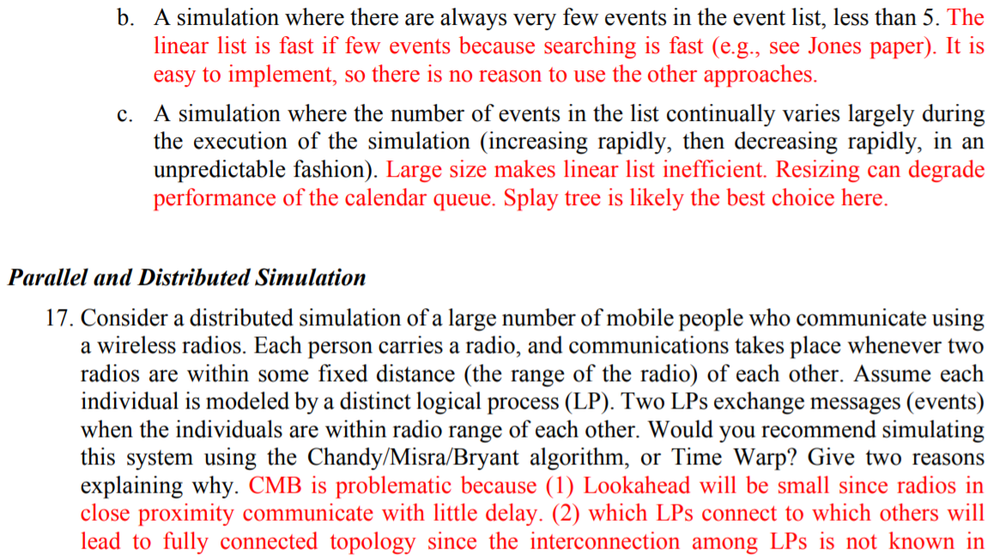 b. A simulation where there are always very few events in the event list, less than 5. The
linear list is fast if few events because searching is fast (e.g., see Jones paper). It is
easy to implement, so there is no reason to use the other approaches.
c. A simulation where the number of events in the list continually varies largely during
the execution of the simulation (increasing rapidly, then decreasing rapidly, in an
unpredictable fashion). Large size makes linear list inefficient. Resizing can degrade
performance of the calendar queue. Splay tree is likely the best choice here.
Parallel and Distributed Simulation
17. Consider a distributed simulation of a large number of mobile people who communicate using
a wireless radios. Each person carries a radio, and communications takes place whenever two
radios are within some fixed distance (the range of the radio) of each other. Assume each
individual is modeled by a distinct logical process (LP). Two LPs exchange messages (events)
when the individuals are within radio range of each other. Would you recommend simulating
this system using the Chandy/Misra/Bryant algorithm, or Time Warp? Give two reasons
explaining why. CMB is problematic because (1) Lookahead will be small since radios in
close proximity communicate with little delay. (2) which LPs connect to which others will
lead to fully connected topology since the interconnection among LPs is not known in